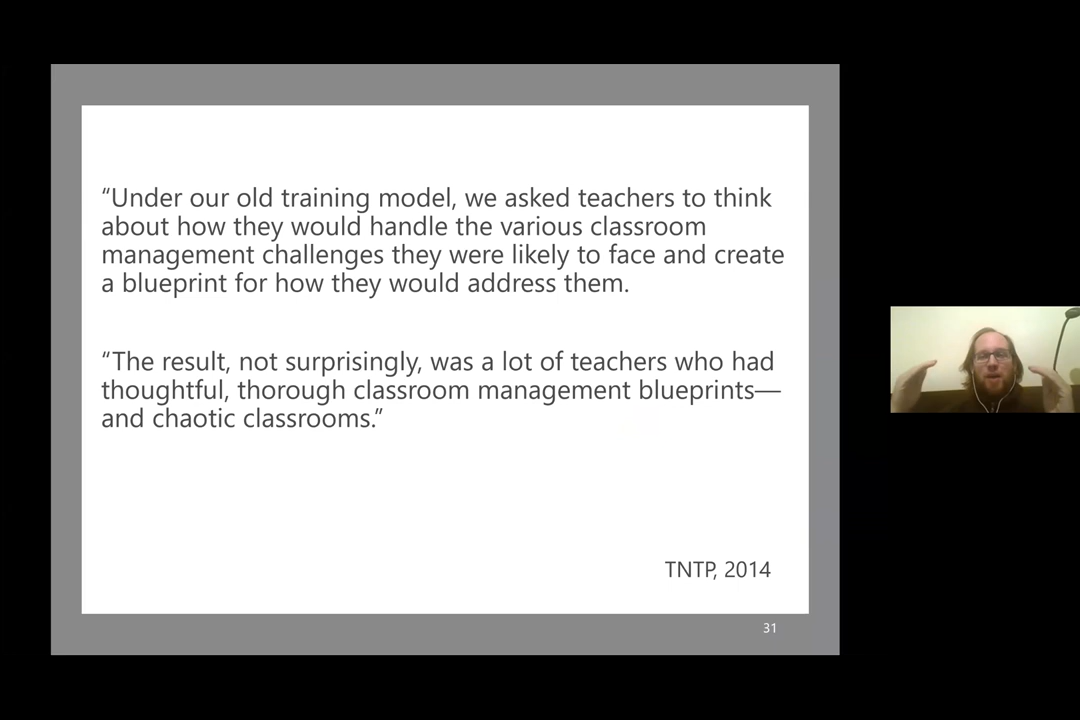 “Under our old training model, we asked teachers to think
about how they would handle the various classroom
management challenges they were likely to face and create
a blueprint for how they would address them.
“The result, not surprisingly, was a lot of teachers who had
thoughtful, thorough classroom management blueprints—
and chaotic classrooms.”
TNTP, 2014
31